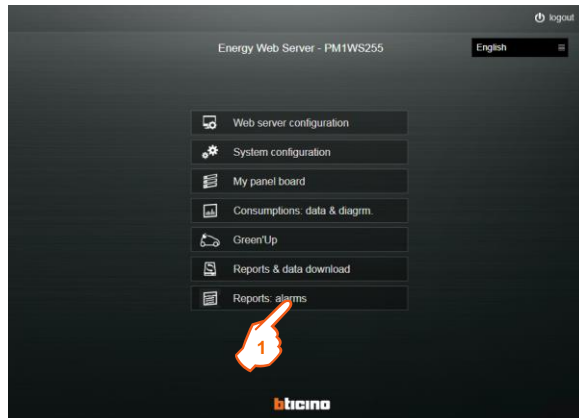 logout
Energy Web Server - PM1WS255
English
Web server configuration
System configuration
My panel board
Consumptions: data & diagrm.
Green'Up
Reports & data download
Reports: alarms
1
bticino